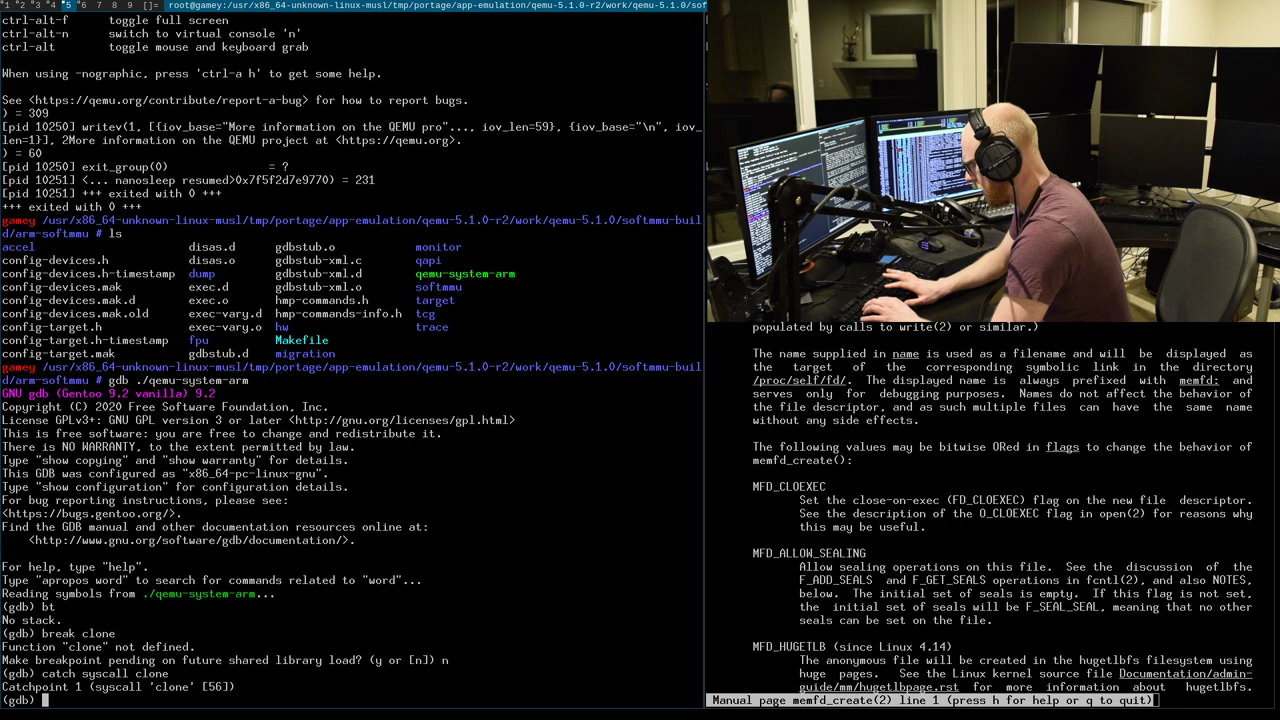 *1 *2 *3 *4 *5 *6 7 8 9 []= root@gamey:/usr/x86_64-unknown-linux-musl/tmp/portage/app-emulation/qemu-5.1.0-r2/work/qemu-5.1.0/sof
ctrl-alt-f      toggle full screen
ctrl-alt-n      switch to virtual console 'n'
ctrl-alt        toggle mouse and keyboard grab
When using -nographic, press 'ctrl-a h' to get some help.
See <https://qemu.org/contribute/report-a-bug> for how to report bugs.
) = 309
[pid 10250] writev(1, [{iov_base="More information on the QEMU pro"..., iov_len=59}, {iov_base="\n", iov_
len=1}], 2More information on the QEMU project at <https://qemu.org>.
) = 60
[pid 10250] exit_group(0)               = ?
[pid 10251] <... nanosleep resumed>0x7f5f2d7e9770) = 231
[pid 10251] +++ exited with 0 +++
+++ exited with 0 +++
gamey /usr/x86_64-unknown-linux-musl/tmp/portage/app-emulation/qemu-5.1.0-r2/work/qemu-5.1.0/softmmu-buil
d/arm-softmmu # ls
accel                      disas.d        gdbstub.o            monitor
config-devices.h           disas.o        gdbstub-xml.c        qapi
config-devices.h-timestamp dump           gdbstub-xml.d        qemu-system-arm
config-devices.mak         exec.d         gdbstub-xml.o        softmmu
config-devices.mak.d       exec.o         hmp-commands.h       target
config-devices.mak.old     exec-vary.d    hmp-commands-info.h  tcg
config-target.h            exec-vary.o    hw                   trace
config-target.h-timestamp  fpu            Makefile
config-target.mak          gdbstub.d      migration
gamey /usr/x86_64-unknown-linux-musl/tmp/portage/app-emulation/qemu-5.1.0-r2/work/qemu-5.1.0/softmmu-buil
d/arm-softmmu # gdb ./qemu-system-arm
GNU gdb (Gentoo 9.2 vanilla) 9.2
Copyright (C) 2020 Free Software Foundation, Inc.
License GPLv3+: GNU GPL version 3 or later <http://gnu.org/licenses/gpl.html>
This is free software: you are free to change and redistribute it.
There is NO WARRANTY, to the extent permitted by law.
Type "show copying" and "show warranty" for details.
This GDB was configured as "x86_64-pc-linux-gnu".
Type "show configuration" for configuration details.
For bug reporting instructions, please see:
<https://bugs.gentoo.org/>.
Find the GDB manual and other documentation resources online at:
    <http://www.gnu.org/software/gdb/documentation/>.
For help, type "help".
Type "apropos word" to search for commands related to "word"...
Reading symbols from ./qemu-system-arm...
(gdb) bt
No stack.
(gdb) break clone
Function "clone" not defined.
Make breakpoint pending on future shared library load? (y or [n]) n
(gdb) catch syscall clone
Catchpoint 1 (syscall 'clone' [56])
(gdb)
populated by calls to write(2) or similar.)
The name supplied in name is used as a filename and will be displayed as
the target of the corresponding symbolic link in the directory
/proc/self/fd/. The displayed name is always prefixed with memfd: and
serves only for debugging purposes. Names do not affect the behavior of
the file descriptor, and as such multiple files can have the same name
without any side effects.
The following values may be bitwise ORed in flags to change the behavior of
memfd_create():
MFD_CLOEXEC
Set the close-on-exec (FD_CLOEXEC) flag on the new file descriptor.
See the description of the O_CLOEXEC flag in open(2) for reasons why
this may be useful.
MFD_ALLOW_SEALING
Allow sealing operations on this file. See the discussion of the
F_ADD_SEALS and F_GET_SEALS operations in fcntl(2), and also NOTES,
below. The initial set of seals is empty. If this flag is not set,
the initial set of seals will be F_SEAL_SEAL, meaning that no other
seals can be set on the file.
MFD_HUGETLB (since Linux 4.14)
The anonymous file will be created in the hugetlbfs filesystem using
huge pages. See the Linux kernel source file Documentation/admin-
guide/mm/hugetlbpage.rst for more information about hugetlbfs.
Manual page memfd_create(2) line 1 (press h for help or q to quit)